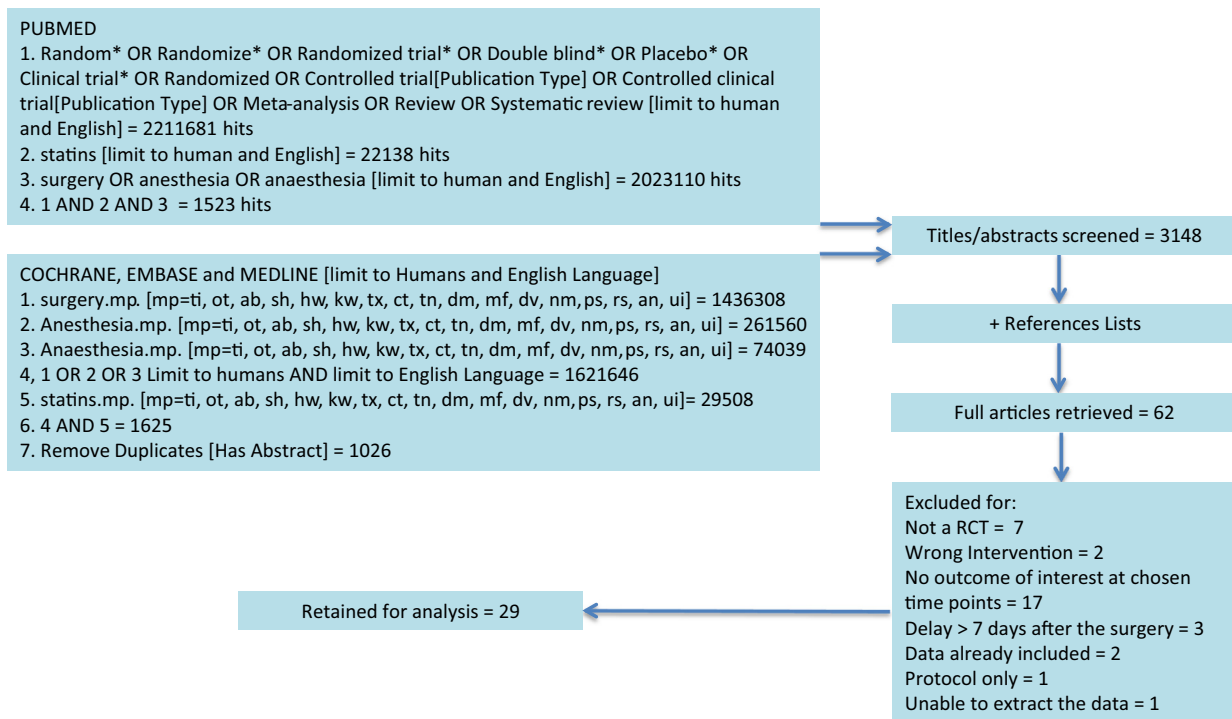 PUBMED
1. Random* OR Randomize* OR Randomized trial* OR Double blind* OR Placebo* OR
Clinical trial* OR Randomized OR Controlled trial[Publication Type] OR Controlled clinical
trial[Publication Type] OR Meta-analysis OR Review OR Systematic review [limit to human
and English] = 2211681 hits
2. statins [limit to human and English] = 22138 hits
3. surgery OR anesthesia OR anaesthesia [limit to human and English] = 2023110 hits
4. 1 AND 2 AND 3 = 1523 hits
COCHRANE, EMBASE and MEDLINE [limit to Humans and English Language]
1. surgery.mp. [mp=ti, ot, ab, sh, hw, kw, tx, ct, tn, dm, mf, dv, nm, ps, rs, an, ui] = 1436308
2. Anesthesia.mp. [mp=ti, ot, ab, sh, hw, kw, tx, ct, tn, dm, mf, dv, nm, ps, rs, an, ui] = 261560
3. Anaesthesia.mp. [mp=ti, ot, ab, sh, hw, kw, tx, ct, tn, dm, mf, dv, nm, ps, rs, an, ui] = 74039
4, 1 OR 2 OR 3 Limit to humans AND limit to English Language = 1621646
5. statins.mp. [mp=ti, ot, ab, sh, hw, kw, tx, ct, tn, dm, mf, dv, nm, ps, rs, an, ui]= 29508
6. 4 AND 5 = 1625
7. Remove Duplicates [Has Abstract] = 1026
Titles/abstracts screened = 3148
+ References Lists
Full articles retrieved = 62
Excluded for:
Not a RCT = 7
Wrong Intervention = 2
No outcome of interest at chosen
time points = 17
Delay > 7 days after the surgery = 3
Data already included = 2
Protocol only = 1
Unable to extract the data = 1
Retained for analysis = 29